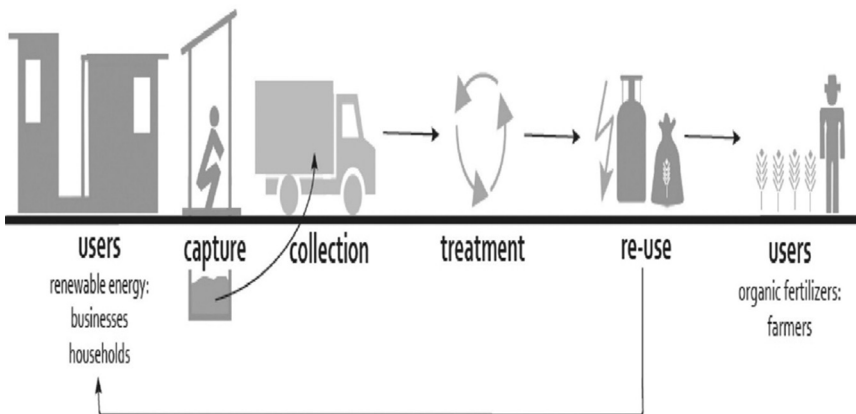 users
renewable energy:
businesses
households
capture
collection
treatment
re-use
users
organic fertilizers:
farmers